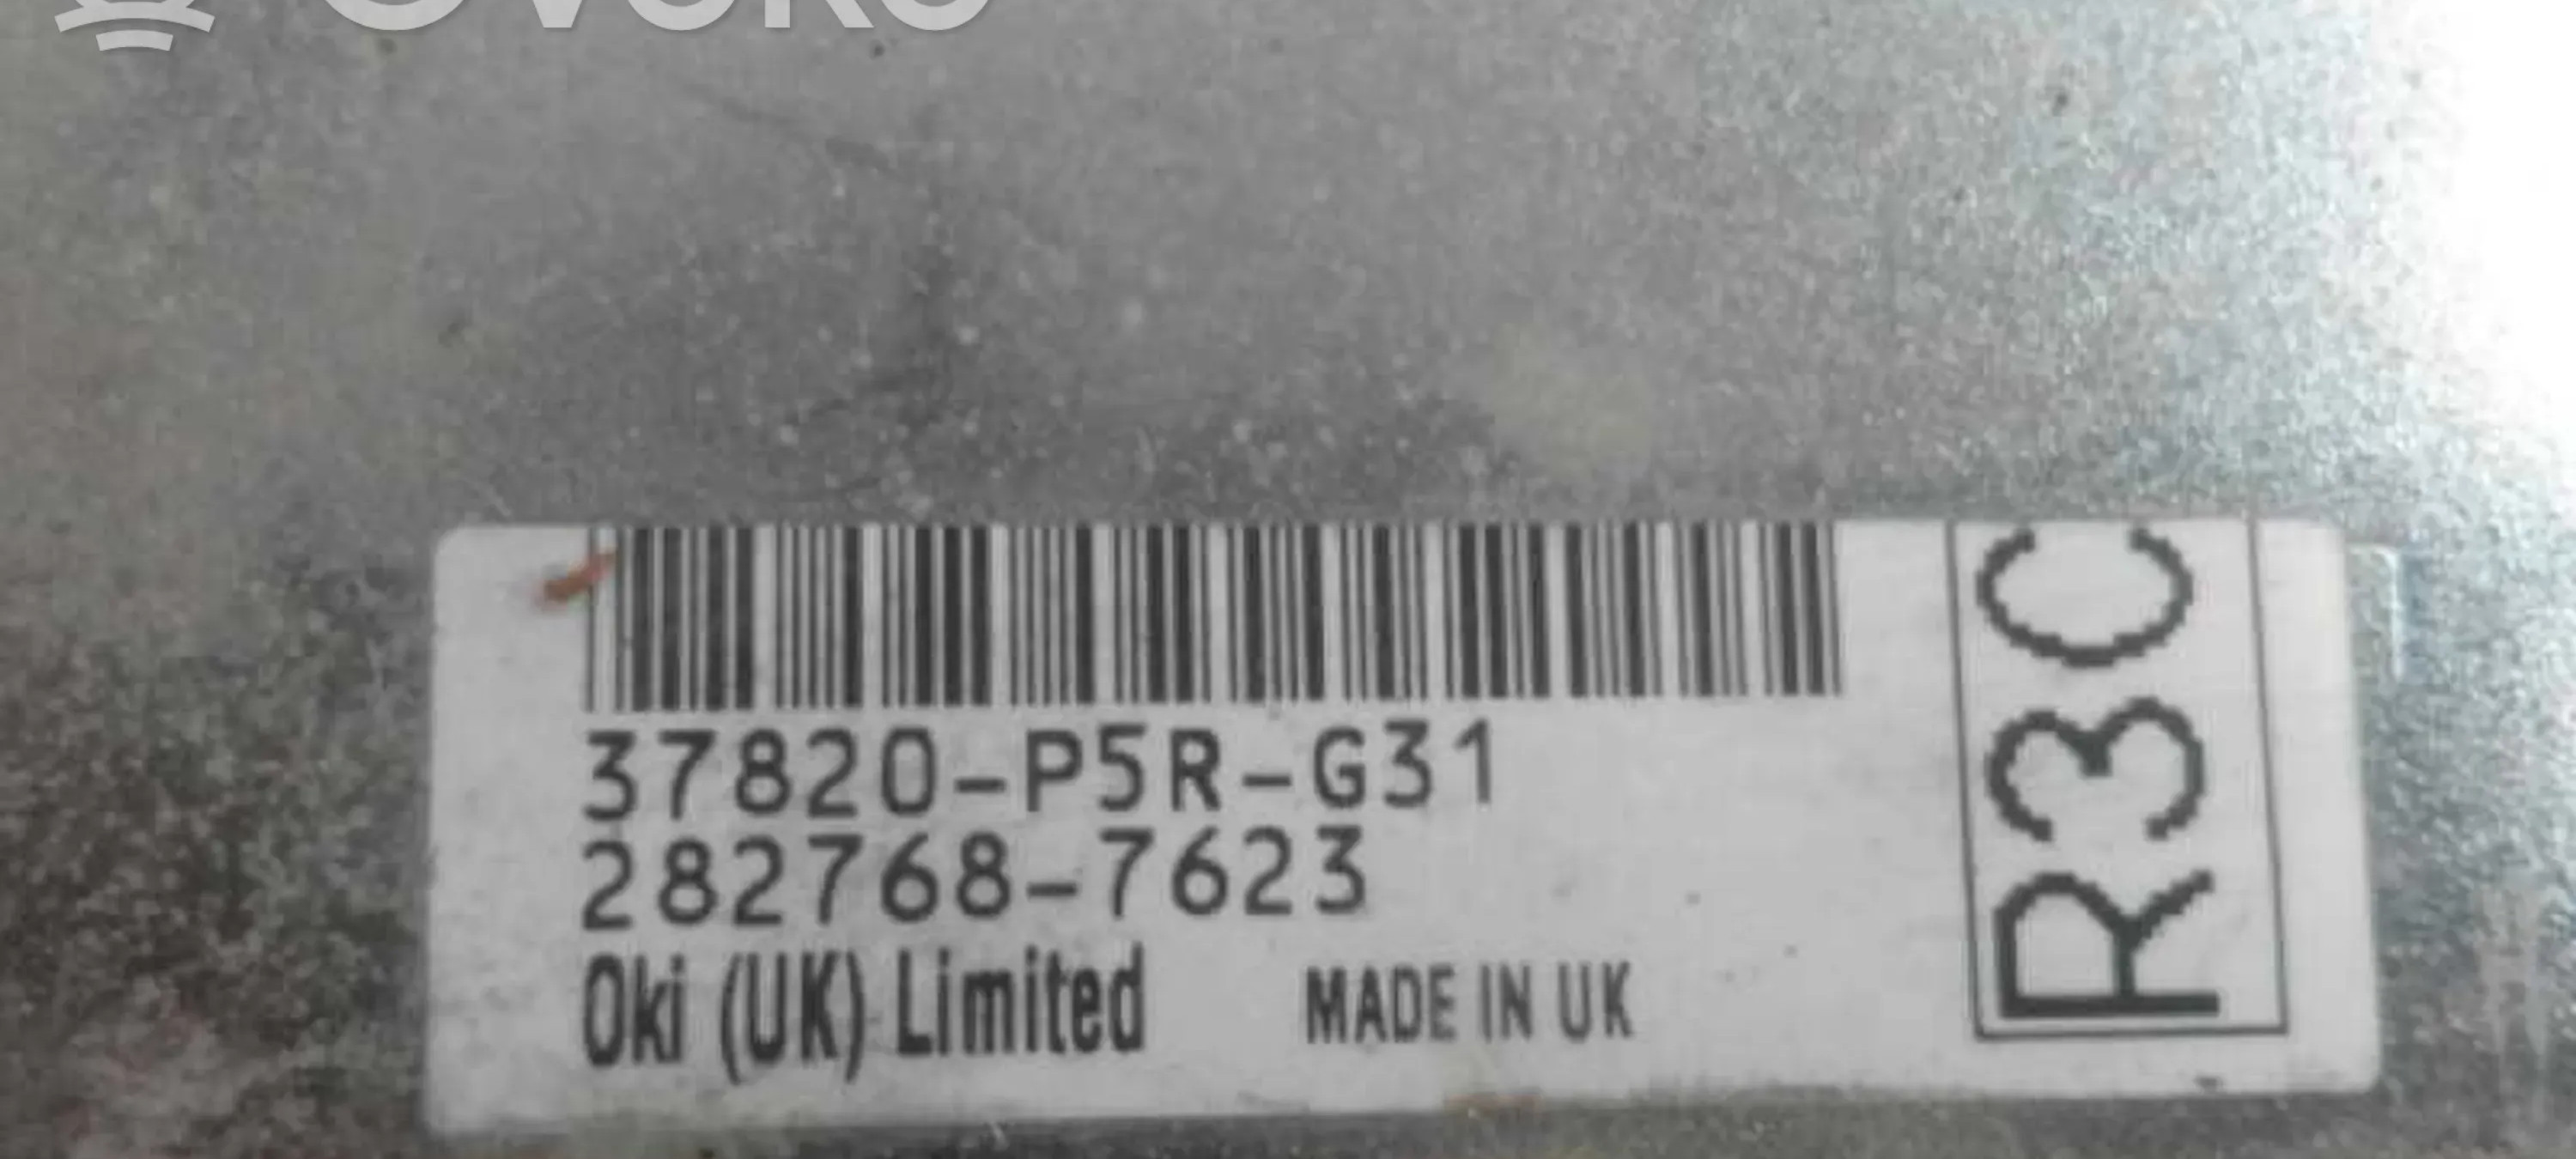 37820-P5R-G31
282768-7623
Oki (UK) Limited MADE IN UK
R3C